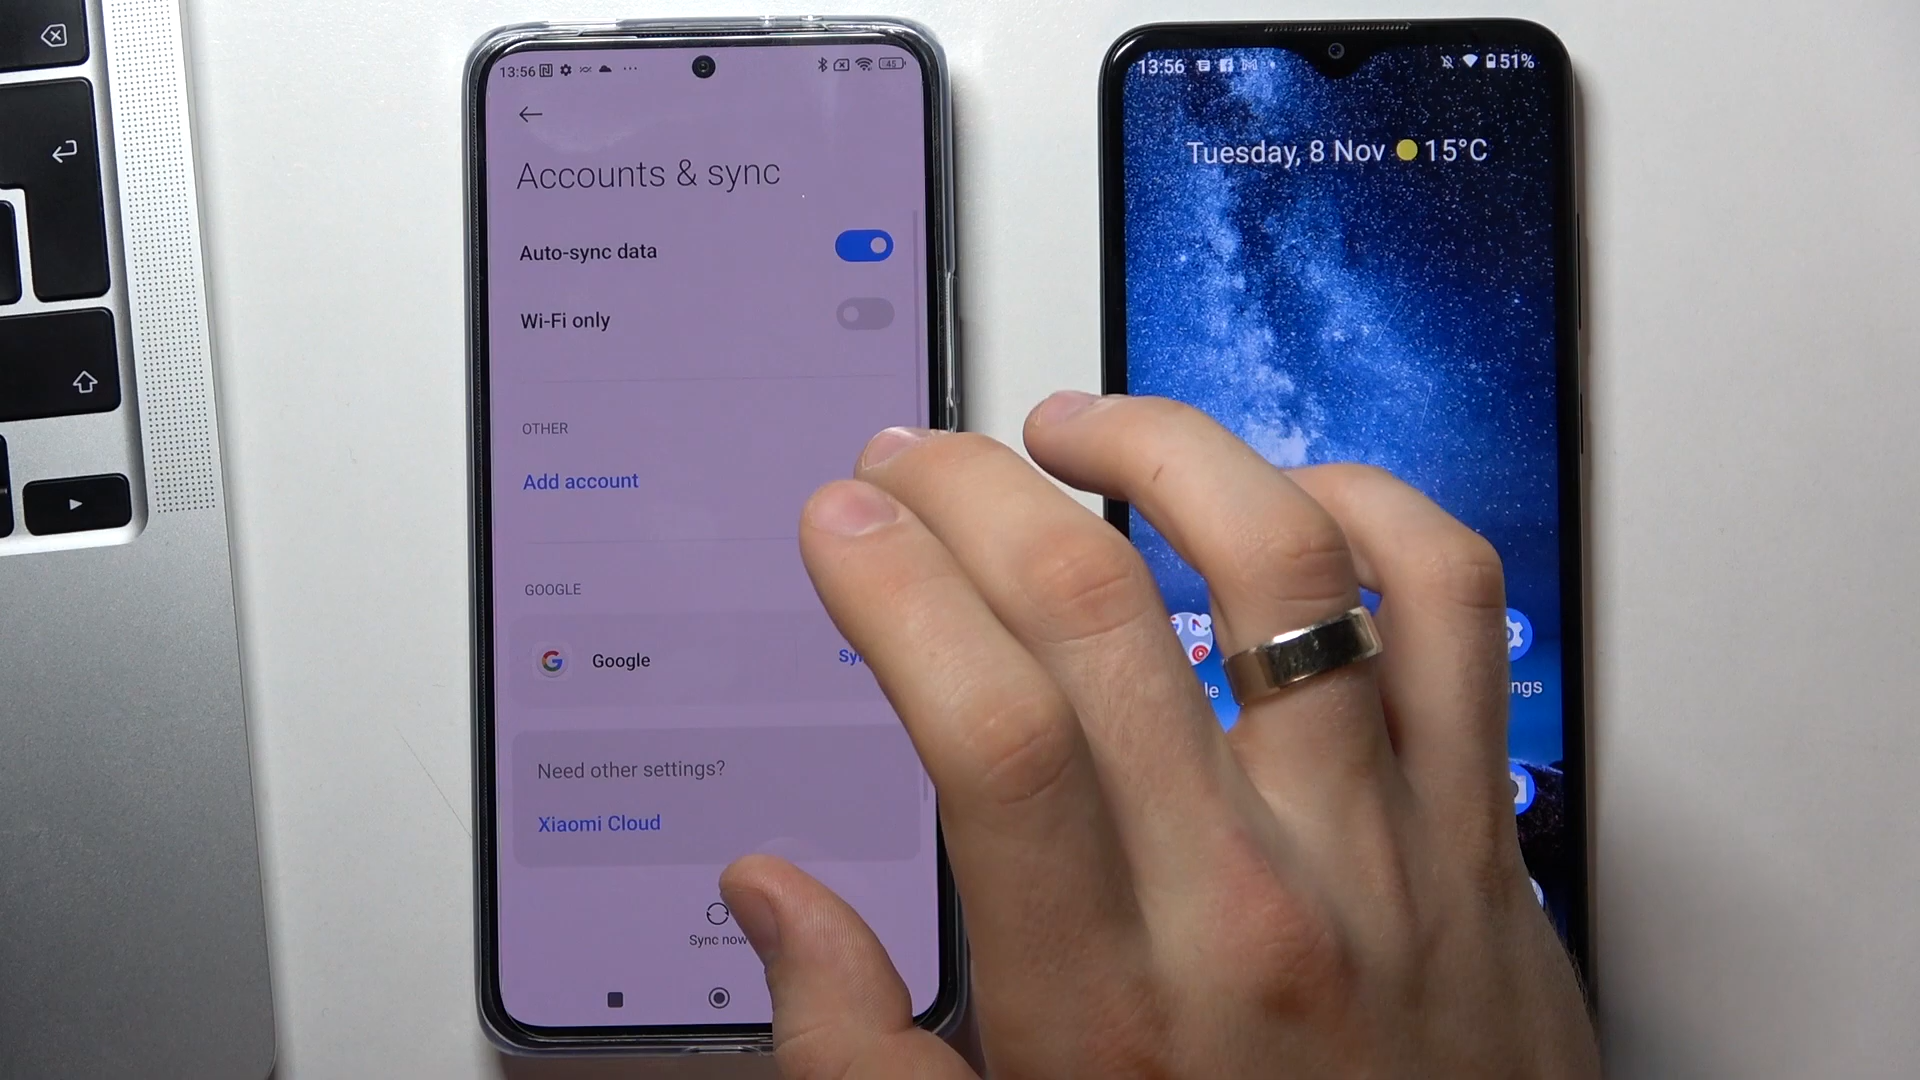 13:56
45
Accounts & sync
Auto-sync data
Wi-Fi only
OTHER
Add account
GOOGLE
Google
Need other settings?
Xiaomi Cloud
Sync now
13:56
51%
Tuesday, 8 Nov 15°C